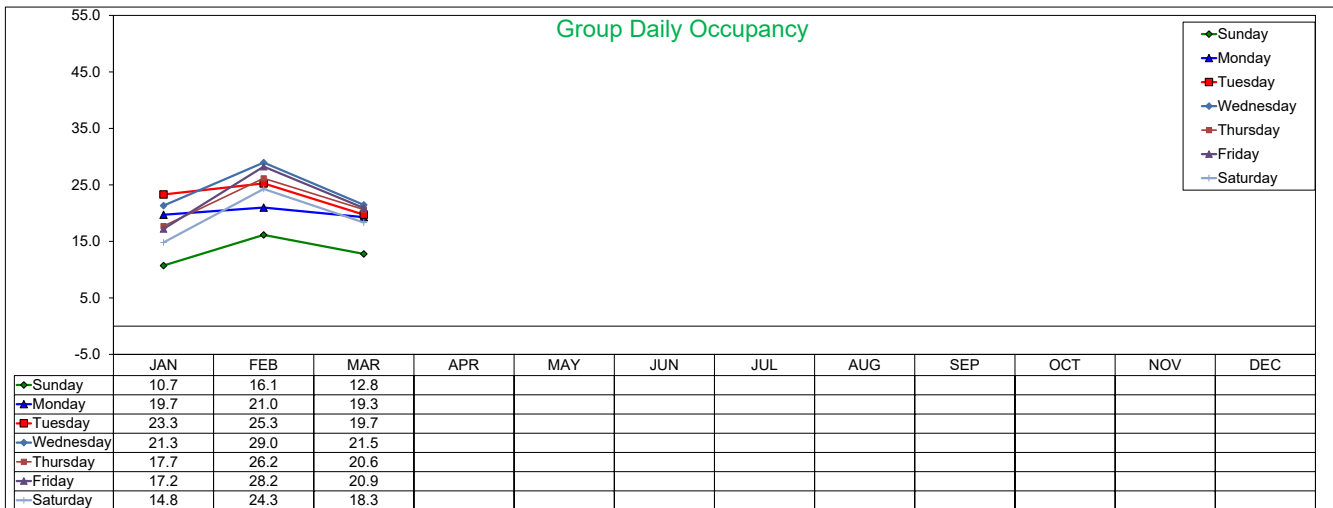 Group Daily Occupancy
55.0
45.0
35.0
25.0
15.0
5.0
-5.0
Sunday
Monday
Tuesday
Wednesday
Thursday
Friday
Saturday
JAN FEB MAR APR MAY JUN JUL AUG SEP OCT NOV DEC
Sunday 10.7 16.1 12.8
Monday 19.7 21.0 19.3
Tuesday 23.3 25.3 19.7
Wednesday 21.3 29.0 21.5
Thursday 17.7 26.2 20.6
Friday 17.2 28.2 20.9
Saturday 14.8 24.3 18.3